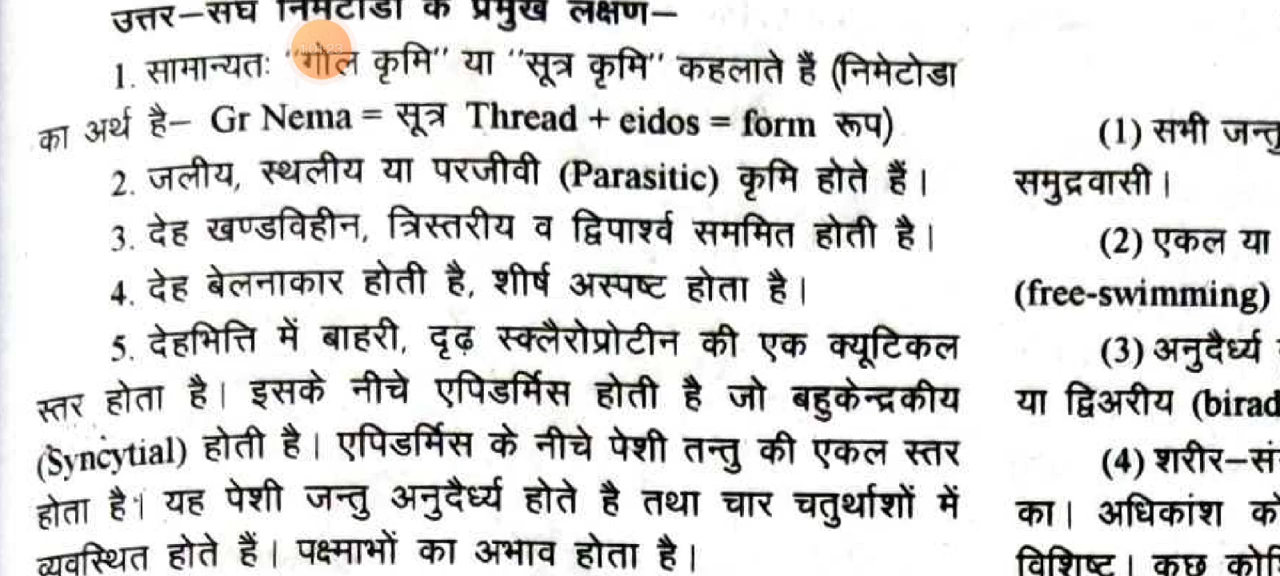 उत्तर–संघ निमेटोडा के प्रमुख लक्षण–
1. सामान्यतः "गोल कृमि" या "सूत्र कृमि" कहलाते हैं (निमेटोडा
का अर्थ है– Gr Nema = सूत्र Thread + eidos = form रूप)
2. जलीय, स्थलीय या परजीवी (Parasitic) कृमि होते हैं।
3. देह खण्डविहीन, त्रिस्तरीय व द्विपार्श्व सममित होती है।
4. देह बेलनाकार होती है, शीर्ष अस्पष्ट होता है।
5. देहभित्ति में बाहरी, दृढ़ स्क्लैरोप्रोटीन की एक क्यूटिकल
स्तर होता है। इसके नीचे एपिडर्मिस होती है जो बहुकेन्द्रकीय
(Syncytial) होती है। एपिडर्मिस के नीचे पेशी तन्तु की एकल स्तर
होता है। यह पेशी जन्तु अनुदैर्ध्य होते है तथा चार चतुर्थाशों में
व्यवस्थित होते हैं। पक्ष्माभों का अभाव होता है।
(1) सभी जन्तु
समुद्रवासी।
(2) एकल या
(free-swimming)
(3) अनुदैर्ध्य
या द्विअरीय (birad
(4) शरीर–सं
का। अधिकांश को
विशिष्ट। कुछ